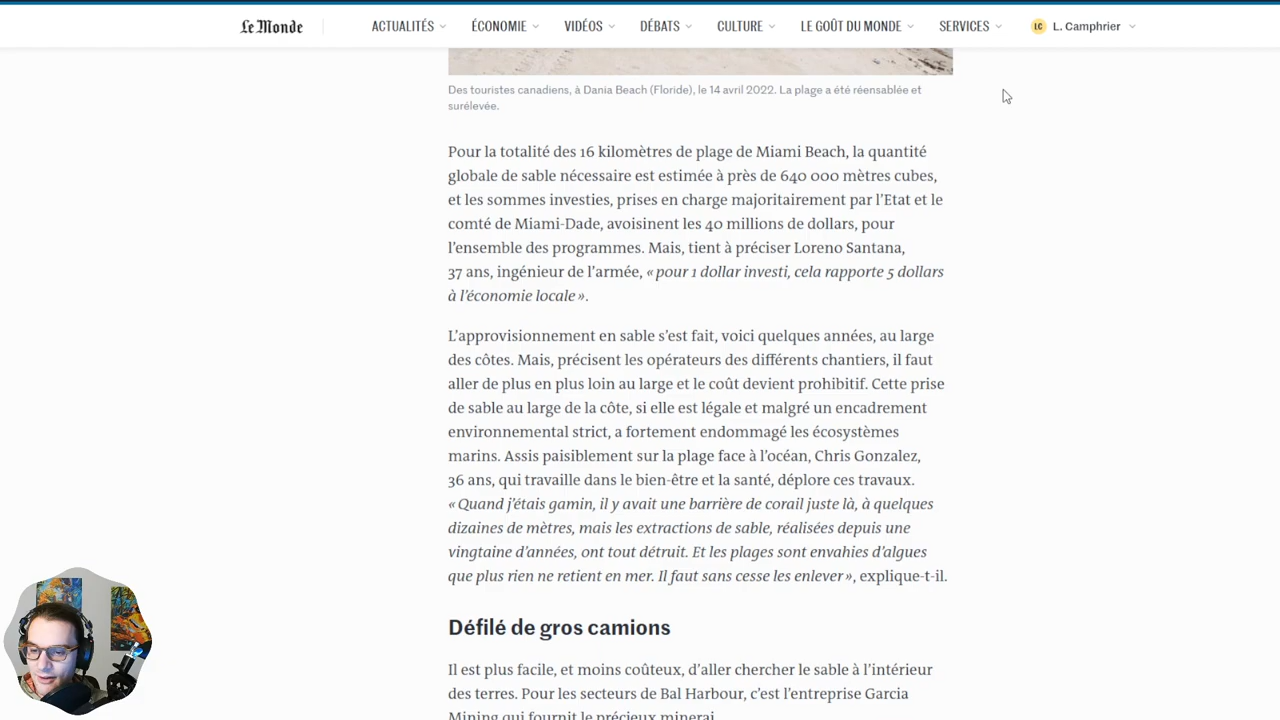 Le Monde
ACTUALITÉS ÉCONOMIE VIDÉOS DÉBATS CULTURE LE GOÛT DU MONDE SERVICES LC L. Camphrier
Des touristes canadiens, à Dania Beach (Floride), le 14 avril 2022. La plage a été réensablée et
surélevée.
Pour la totalité des 16 kilomètres de plage de Miami Beach, la quantité
globale de sable nécessaire est estimée à près de 640 000 mètres cubes,
et les sommes investies, prises en charge majoritairement par l’Etat et le
comté de Miami-Dade, avoisinent les 40 millions de dollars, pour
l’ensemble des programmes. Mais, tient à préciser Loreno Santana,
37 ans, ingénieur de l’armée, « pour 1 dollar investi, cela rapporte 5 dollars
à l’économie locale ».
L’approvisionnement en sable s’est fait, voici quelques années, au large
des côtes. Mais, précisent les opérateurs des différents chantiers, il faut
aller de plus en plus loin au large et le coût devient prohibitif. Cette prise
de sable au large de la côte, si elle est légale et malgré un encadrement
environnemental strict, a fortement endommagé les écosystèmes
marins. Assis paisiblement sur la plage face à l’océan, Chris Gonzalez,
36 ans, qui travaille dans le bien-être et la santé, déplore ces travaux.
« Quand j’étais gamin, il y avait une barrière de corail juste là, à quelques
dizaines de mètres, mais les extractions de sable, réalisées depuis une
vingtaine d’années, ont tout détruit. Et les plages sont envahies d’algues
que plus rien ne retient en mer. Il faut sans cesse les enlever », explique-t-il.
Défilé de gros camions
Il est plus facile, et moins coûteux, d’aller chercher le sable à l’intérieur
des terres. Pour les secteurs de Bal Harbour, c’est l’entreprise Garcia
Mining qui fournit le précieux minerai.